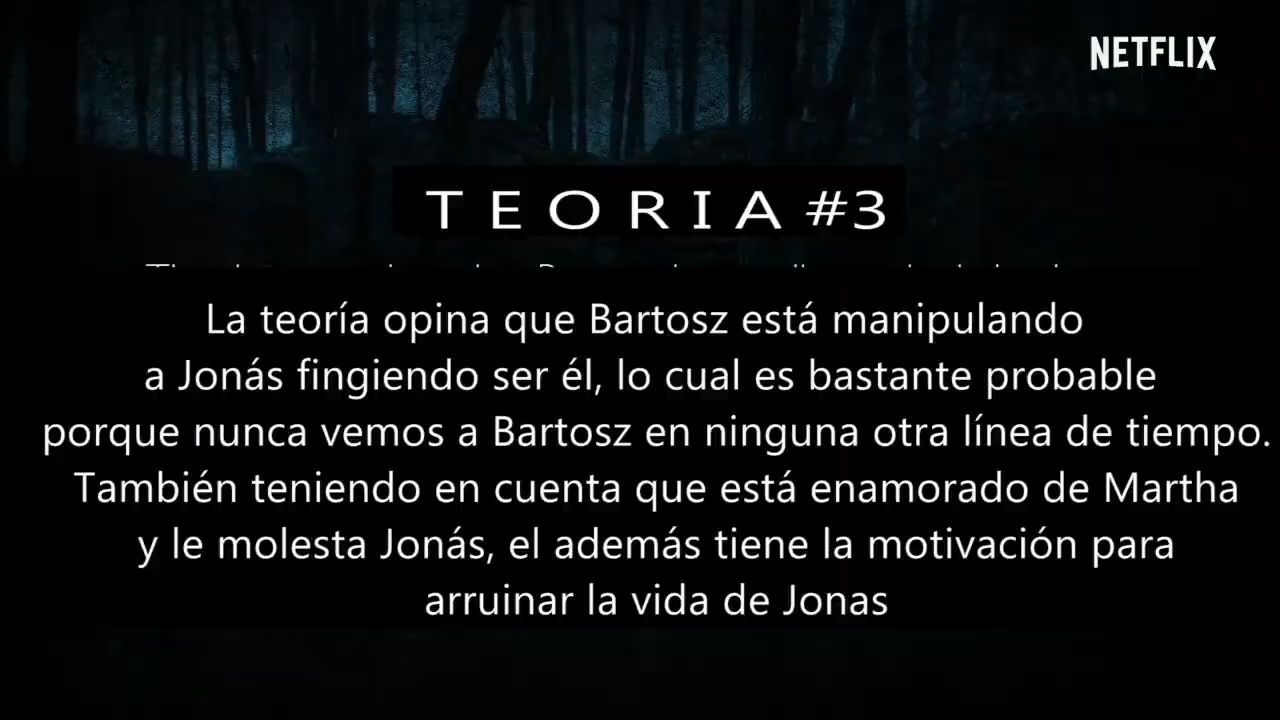 NETFLIX
TEORIA #3
La teoría opina que Bartosz está manipulando
a Jonás fingiendo ser él, lo cual es bastante probable
porque nunca vemos a Bartosz en ninguna otra línea de tiempo.
También teniendo en cuenta que está enamorado de Martha
y le molesta Jonás, el además tiene la motivación para
arruinar la vida de Jonas